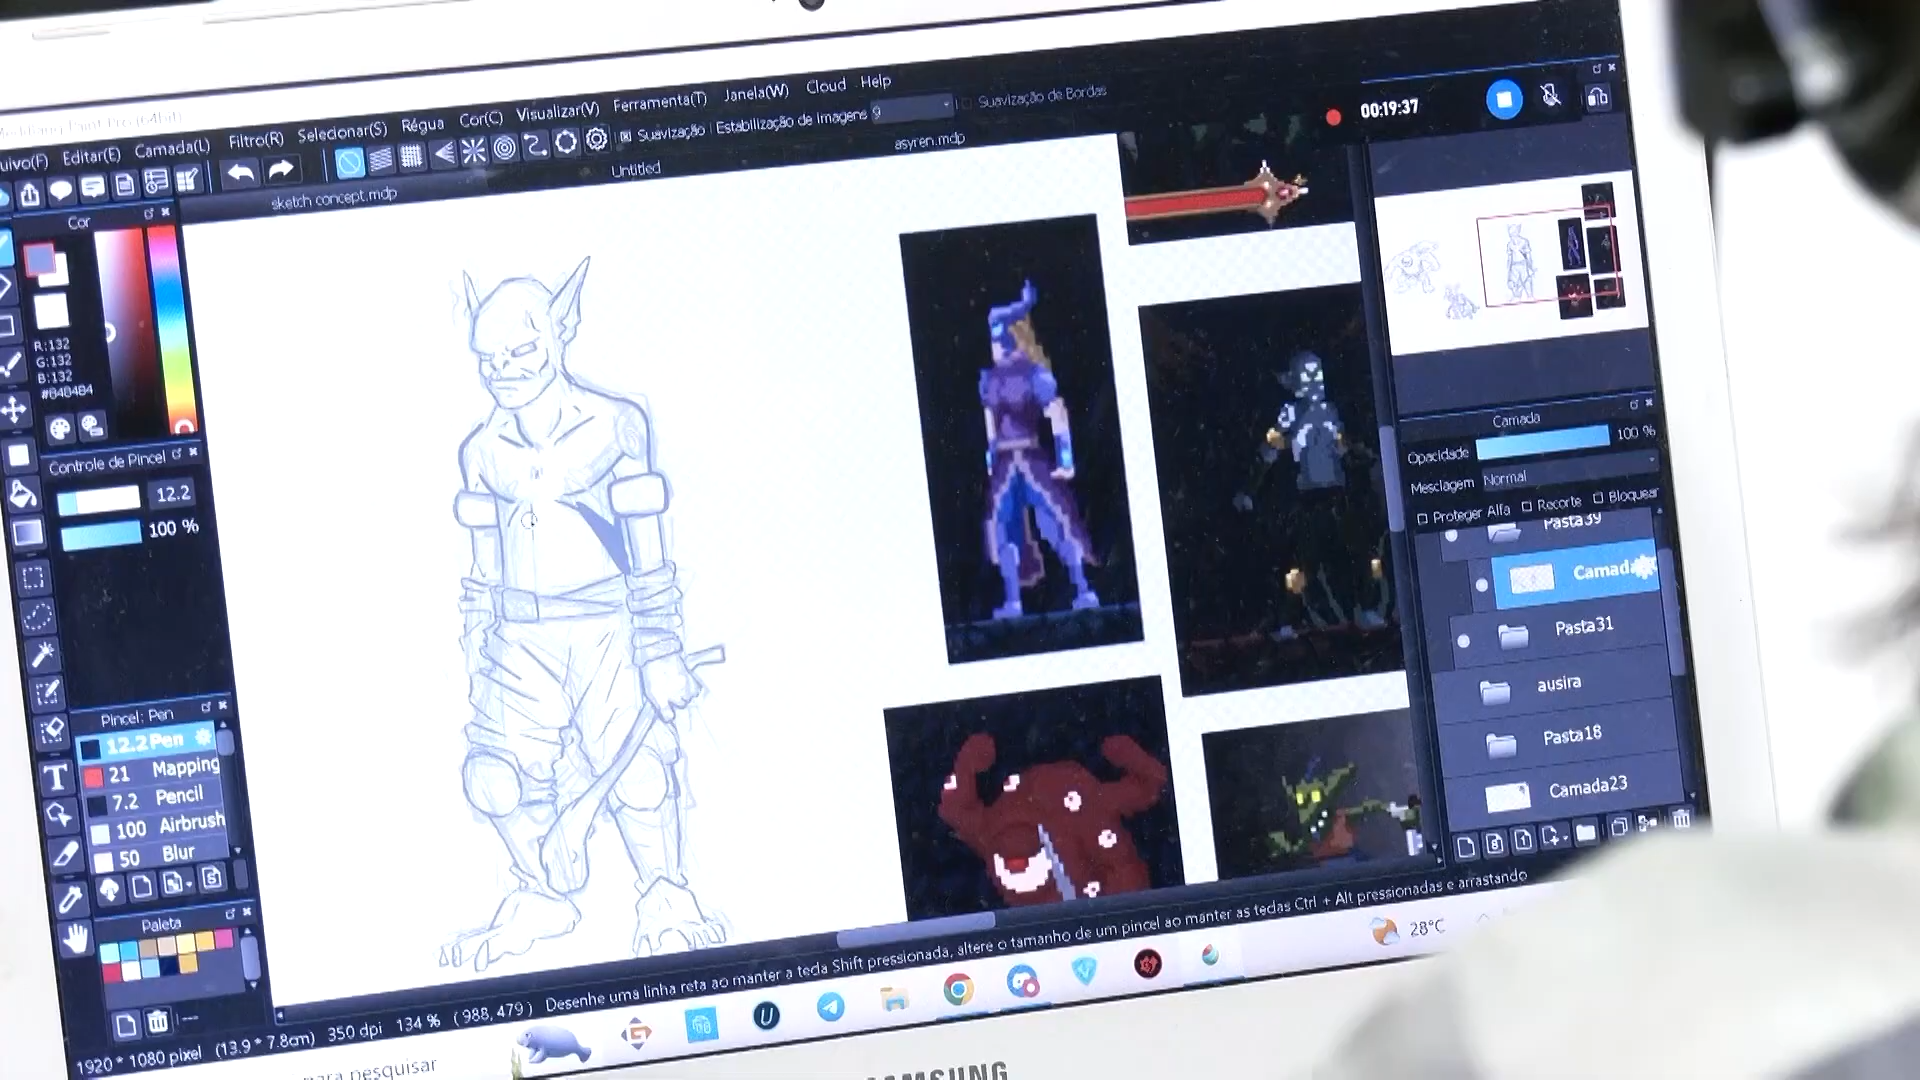 Arquivo(F) Editar(E) Camada(L) Filtro(R) Selecionar(S) Régua Cor(C) Visualizar(V) Ferramenta(T) Janela(W) Cloud Help
Suavização Estabilização de Imagens 9 Suavização de Bordas
00:19:37
sketch concept.mdp
Untitled
asyren.mdp
Cor
R:132
G:132
B:132
#848484
Controle de Pincel
12.2
100 %
Pincel: Pen
12.2 Pen
21 Mapping
7.2 Pencil
100 Airbrush
50 Blur
Paleta
Camada
Opacidade 100 %
Mesclagem Normal
Proteger Alfa Recorte Bloquear
Pasta39
Camada
Pasta31
ausira
Pasta18
Camada23
1920 * 1080 pixel (13.9 * 7.8cm) 350 dpi 134 % ( 988, 479 ) Desenhe uma linha reta ao manter a tecla Shift pressionada, altere o tamanho de um pincel ao manter as teclas Ctrl + Alt pressionadas e arrastando
para pesquisar
28°C
SAMSUNG